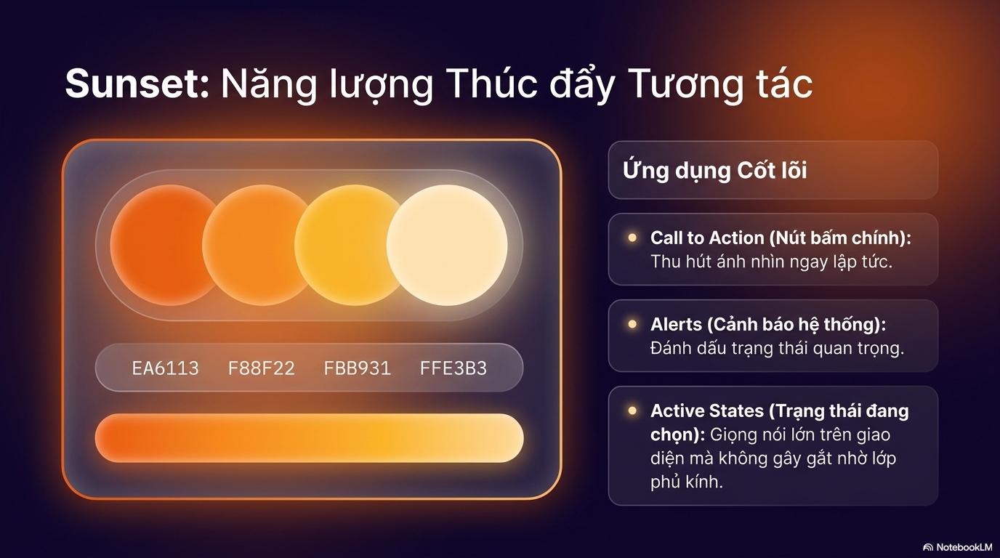 Sunset: Năng lượng Thúc đẩy Tương tác
EA6113 F88F22 FBB931 FFE3B3
Ứng dụng Cốt lõi
Call to Action (Nút bấm chính):
Thu hút ánh nhìn ngay lập tức.
Alerts (Cảnh báo hệ thống):
Đánh dấu trạng thái quan trọng.
Active States (Trạng thái đang
chọn): Giọng nói lớn trên giao
diện mà không gây gắt nhờ lớp
phủ kính.
NotebookLM